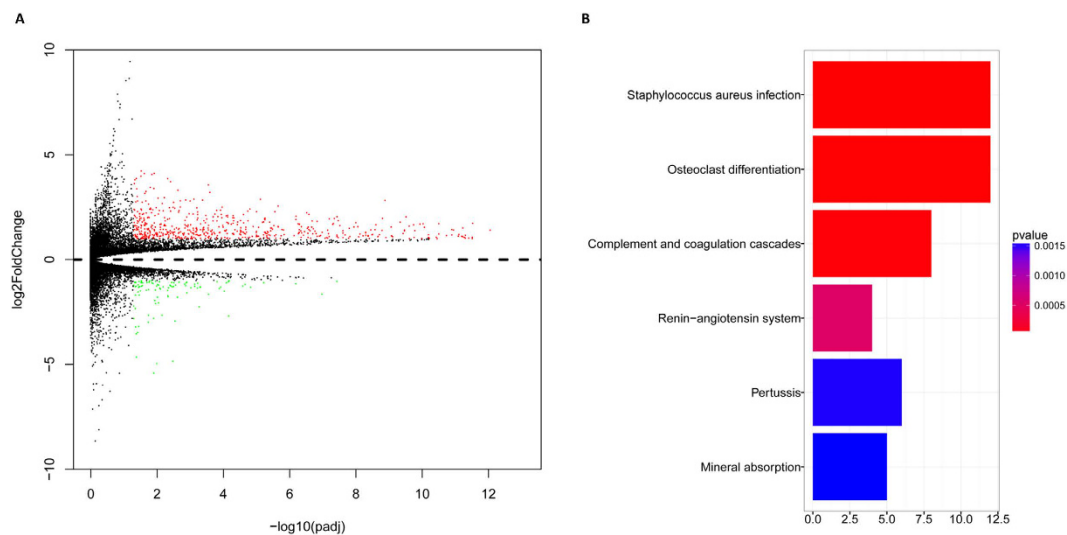 A
B
10
5
0
−5
−10
log2FoldChange
0
2
4
6
8
10
12
−log10(padj)
Staphylococcus aureus infection
Osteoclast differentiation
Complement and coagulation cascades
Renin−angiotensin system
Pertussis
Mineral absorption
0.0
2.5
5.0
7.5
10.0
12.5
pvalue
0.0015
0.0010
0.0005